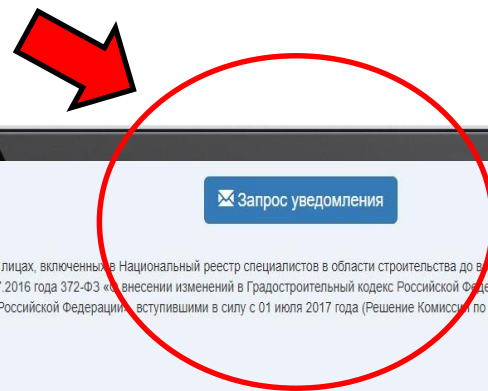 Запрос уведомления
лицах, включенных в Национальный реестр специалистов в области строительства до
.2016 года 372-ФЗ «О внесении изменений в Градостроительный кодекс Российской
Российской Федерации», вступившими в силу с 01 июля 2017 года (Решение Комиссии по